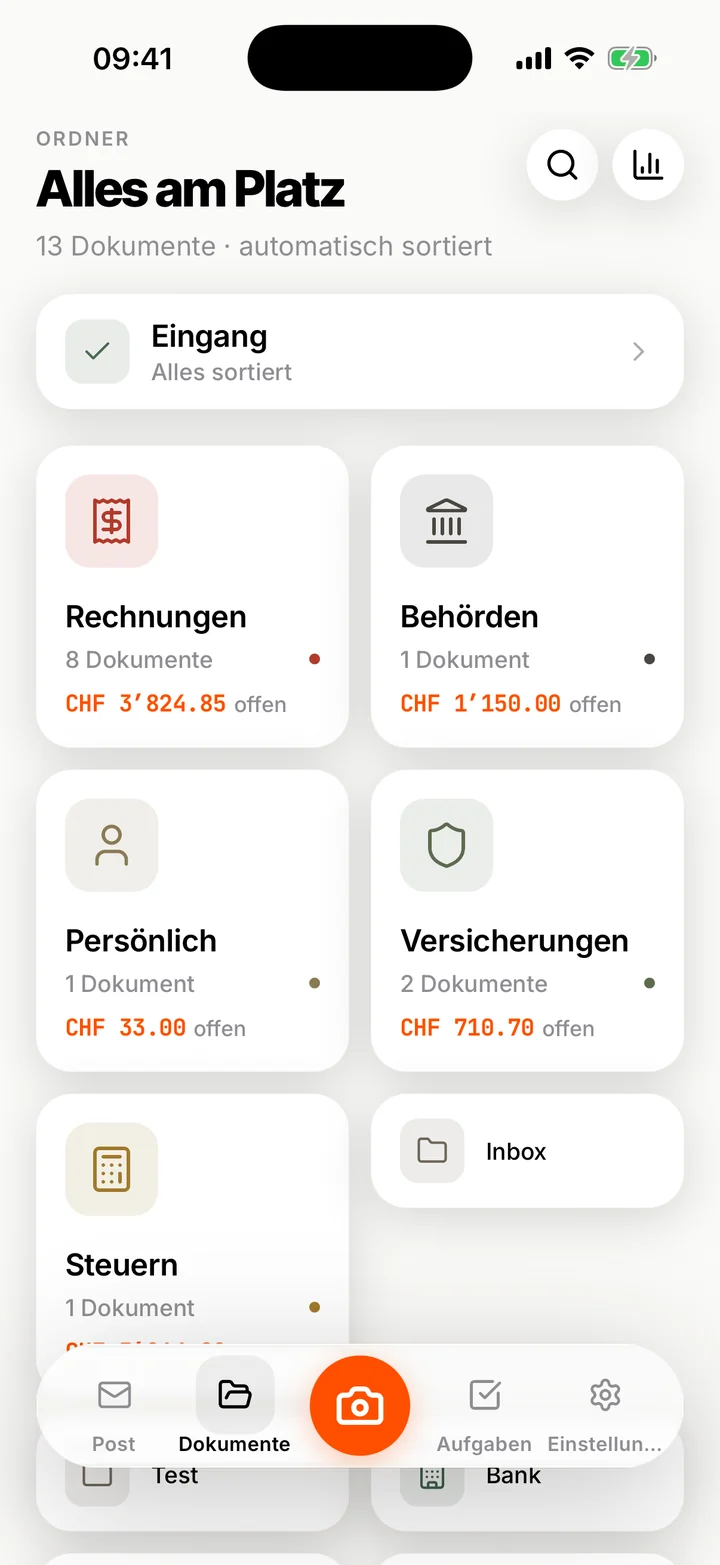 09:41
ORDNER
Alles am Platz
13 Dokumente · automatisch sortiert
Eingang
Alles sortiert
Rechnungen
8 Dokumente
CHF 3’824.85 offen
Behörden
1 Dokument
CHF 1’150.00 offen
Persönlich
1 Dokument
CHF 33.00 offen
Versicherungen
2 Dokumente
CHF 710.70 offen
Steuern
1 Dokument
Inbox
Post
Dokumente
Aufgaben
Einstellun...
Test
Bank